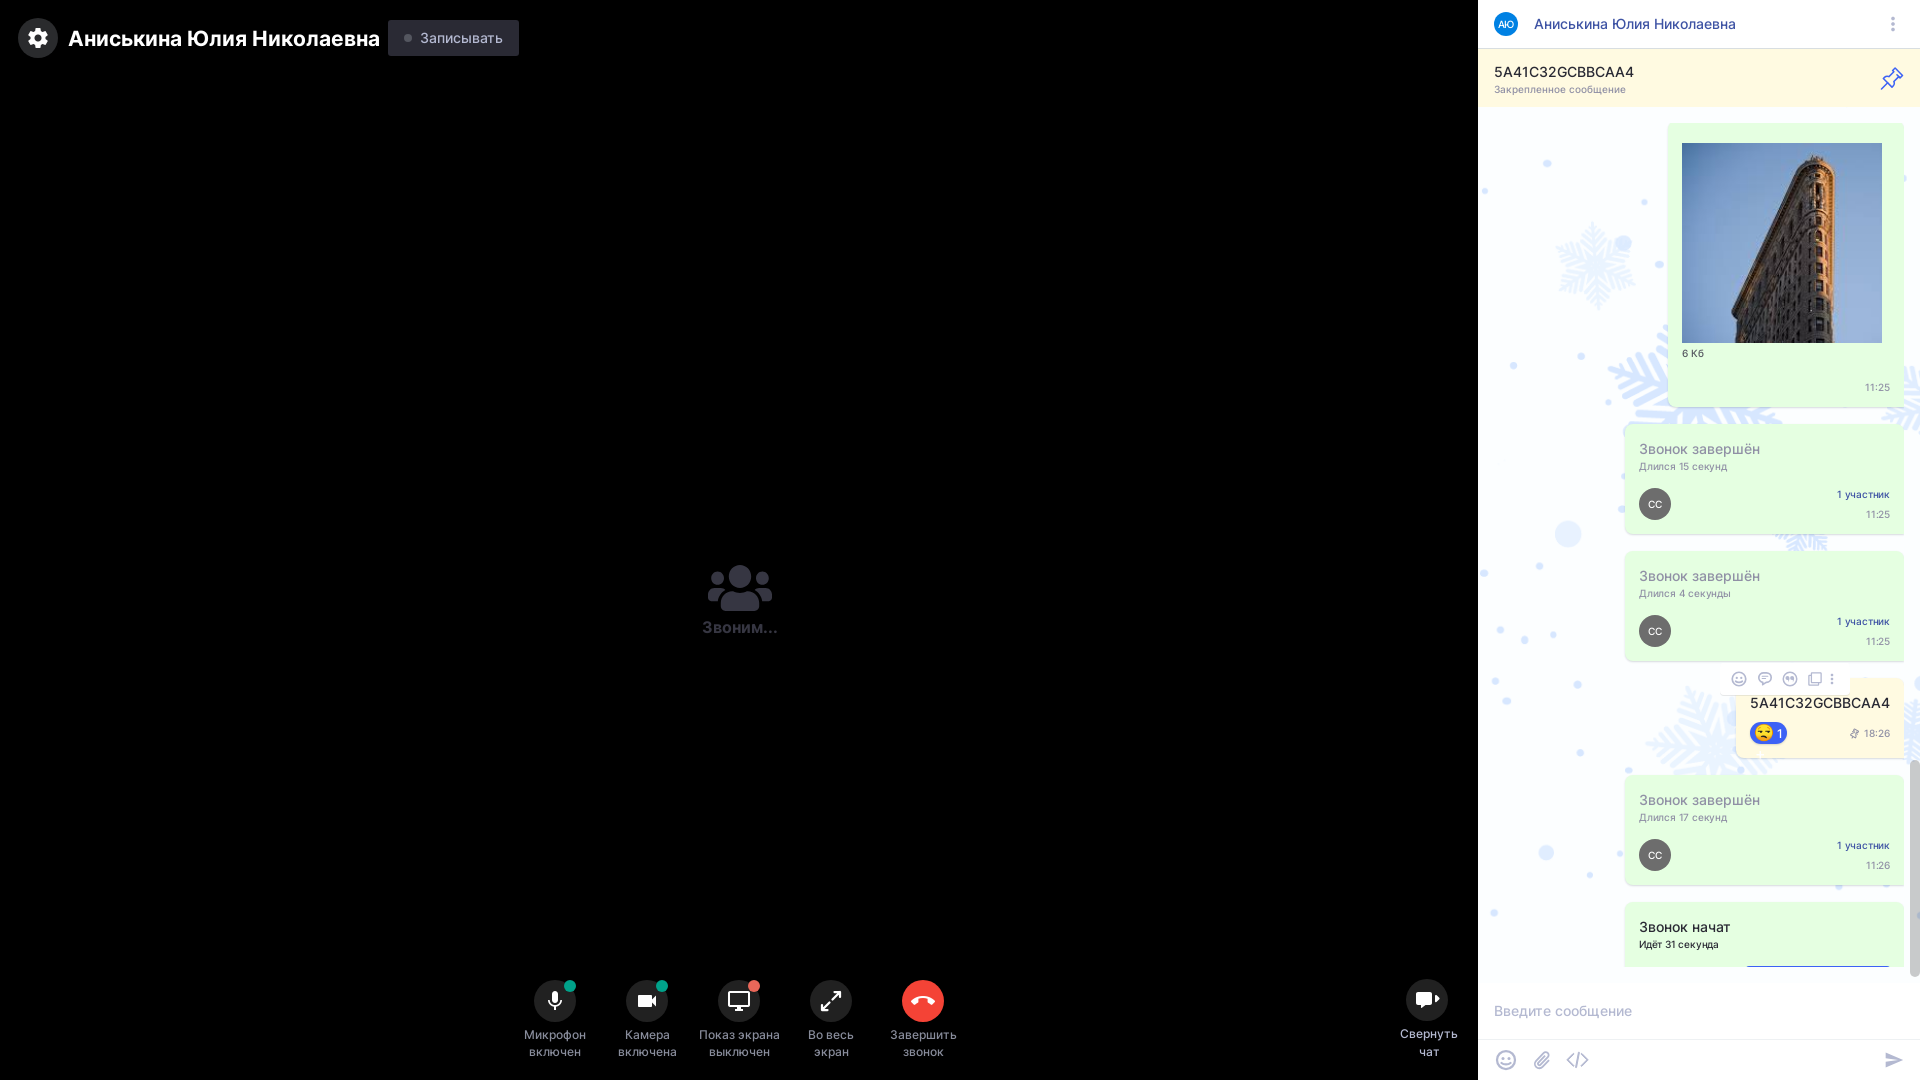 Аниськина Юлия Николаевна
Записывать
Звоним...
Микрофон включен
Камера включена
Показ экрана выключен
Во весь экран
Завершить звонок
Свернуть чат
АЮ
Аниськина Юлия Николаевна
5A41C32GCBBCAA4
Закрепленное сообщение
6 Кб
11:25
Звонок завершён
Длился 15 секунд
СС
1 участник
11:25
Звонок завершён
Длился 4 секунды
СС
1 участник
11:25
5A41C32GCBBCAA4
1
18:26
Звонок завершён
Длился 17 секунд
СС
1 участник
11:26
Звонок начат
Идёт 31 секунда
Введите сообщение